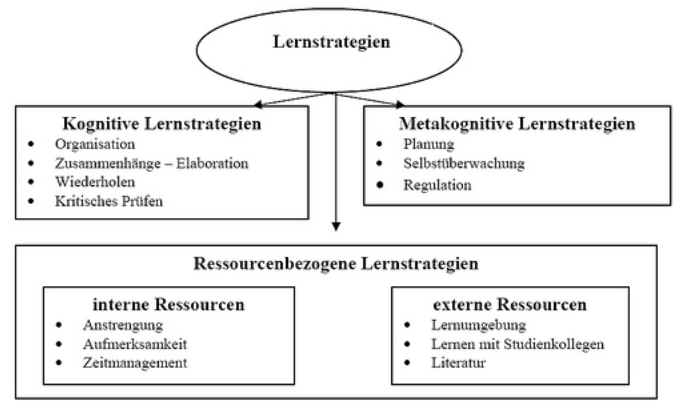 Lernstrategien
Kognitive Lernstrategien
• Organisation
• Zusammenhänge – Elaboration
• Wiederholen
• Kritisches Prüfen
Metakognitive Lernstrategien
• Planung
• Selbstüberwachung
• Regulation
Ressourcenbezogene Lernstrategien
interne Ressourcen
• Anstrengung
• Aufmerksamkeit
• Zeitmanagement
externe Ressourcen
• Lernumgebung
• Lernen mit Studienkollegen
• Literatur